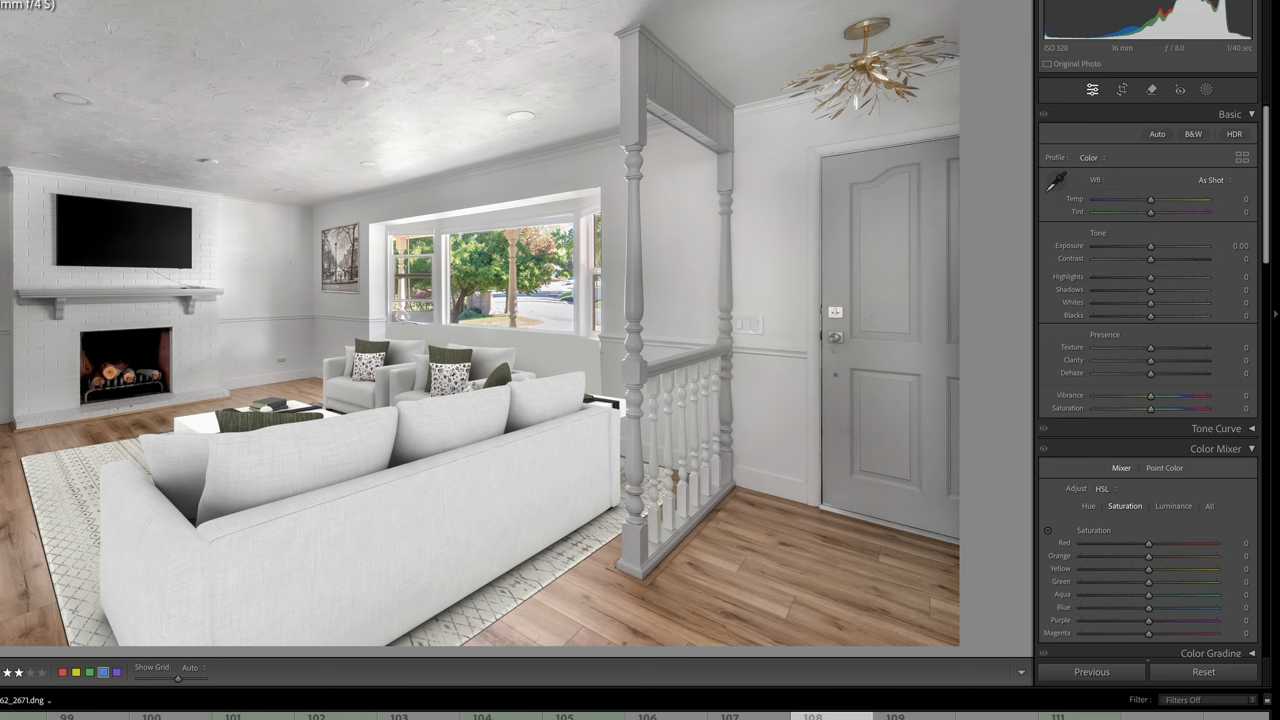 mm f/4 S)
ISO 320 16 mm ƒ / 8.0 1/40 sec
Original Photo
Basic
Auto B&W HDR
Profile : Color
WB : As Shot
Temp 0
Tint 0
Tone
Exposure 0.00
Contrast 0
Highlights 0
Shadows 0
Whites 0
Blacks 0
Presence
Texture 0
Clarity 0
Dehaze 0
Vibrance 0
Saturation 0
Tone Curve
Color Mixer
Mixer Point Color
Adjust : HSL
Hue Saturation Luminance All
Saturation
Red 0
Orange 0
Yellow 0
Green 0
Aqua 0
Blue 0
Purple 0
Magenta 0
Color Grading
Show Grid: Auto
Previous Reset
62_2671.dng
Filter : Filters Off
99 100 101 102 103 104 105 106 107 108 109 111